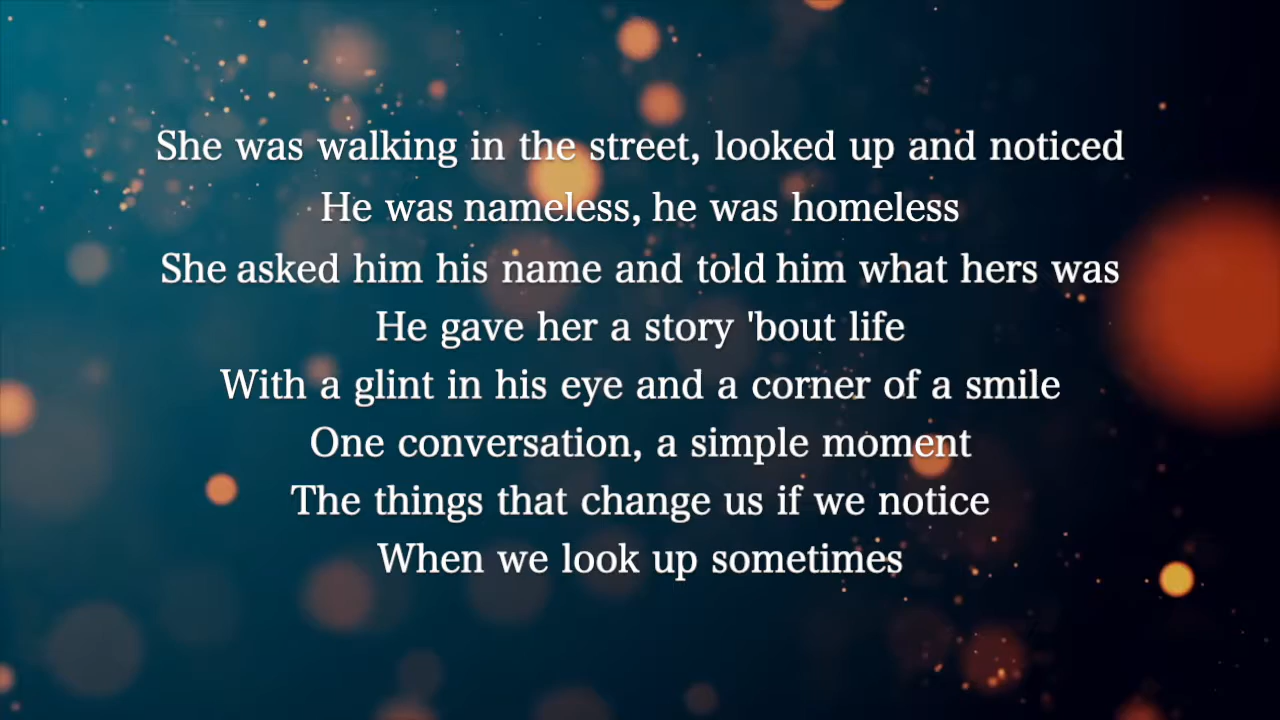 She was walking in the street, looked up and noticed
He was nameless, he was homeless
She asked him his name and told him what hers was
He gave her a story 'bout life
With a glint in his eye and a corner of a smile
One conversation, a simple moment
The things that change us if we notice
When we look up sometimes